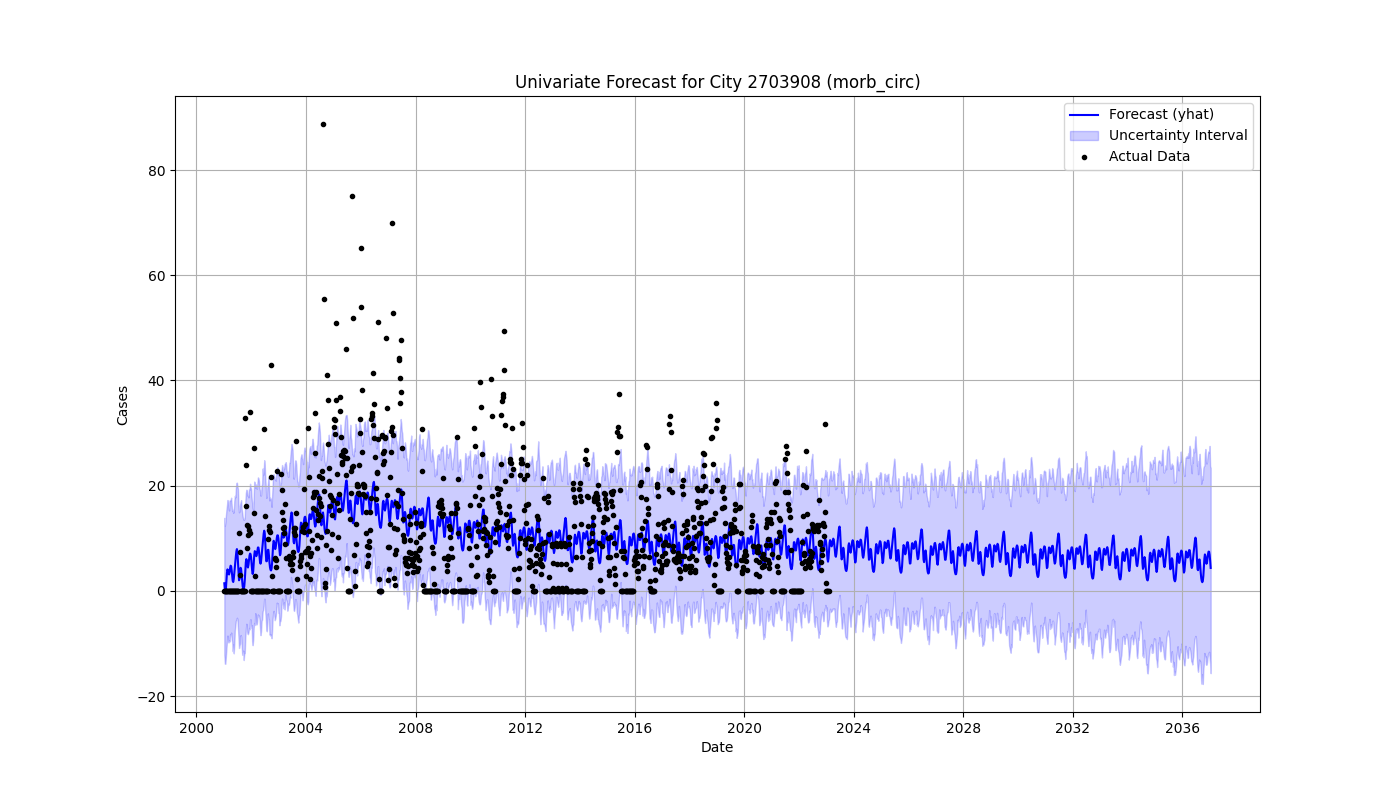 Univariate Forecast for City 2703908 (morb_circ)
Forecast (yhat)
Uncertainty Interval
Actual Data
Cases
80
60
40
20
0
−20
2000 2004 2008 2012 2016 2020 2024 2028 2032 2036
Date